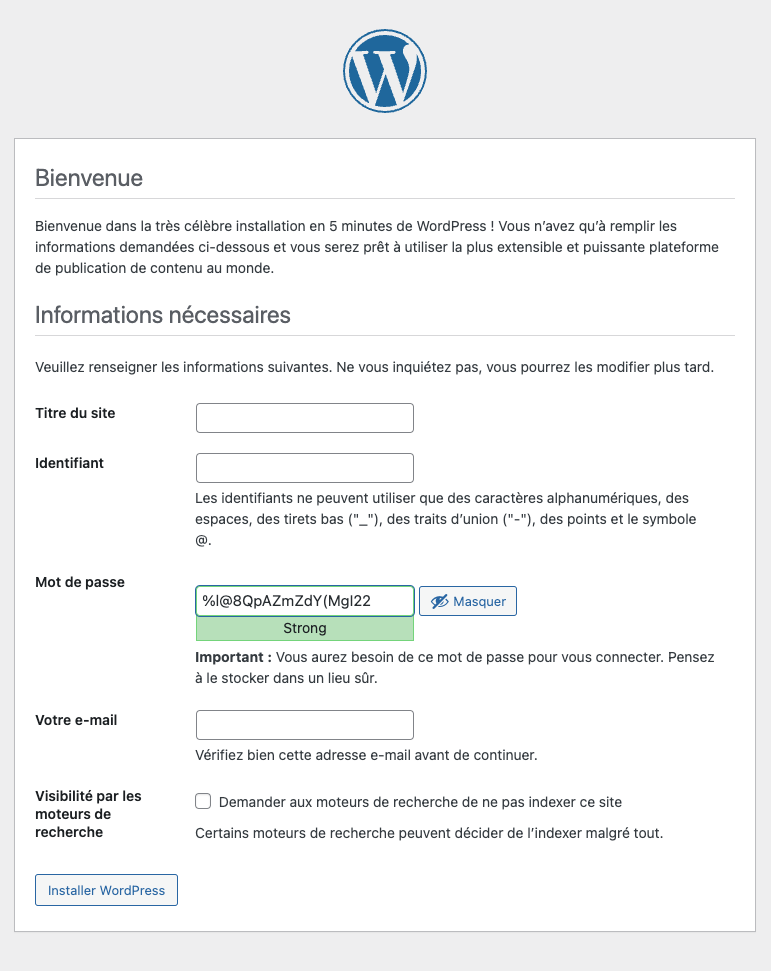 Bienvenue
Bienvenue dans la très célèbre installation en 5 minutes de WordPress ! Vous n’avez qu’à remplir les
informations demandées ci-dessous et vous serez prêt à utiliser la plus extensible et puissante plateforme
de publication de contenu au monde.
Informations nécessaires
Veuillez renseigner les informations suivantes. Ne vous inquiétez pas, vous pourrez les modifier plus tard.
Titre du site
Identifiant
Les identifiants ne peuvent utiliser que des caractères alphanumériques, des
espaces, des tirets bas ("_"), des traits d’union ("-"), des points et le symbole
@.
Mot de passe
%l@8QpAZmZdY(Mgl22
Masquer
Strong
Important : Vous aurez besoin de ce mot de passe pour vous connecter. Pensez
à le stocker dans un lieu sûr.
Votre e-mail
Vérifiez bien cette adresse e-mail avant de continuer.
Visibilité par les
moteurs de
recherche
Demander aux moteurs de recherche de ne pas indexer ce site
Certains moteurs de recherche peuvent décider de l’indexer malgré tout.
Installer WordPress